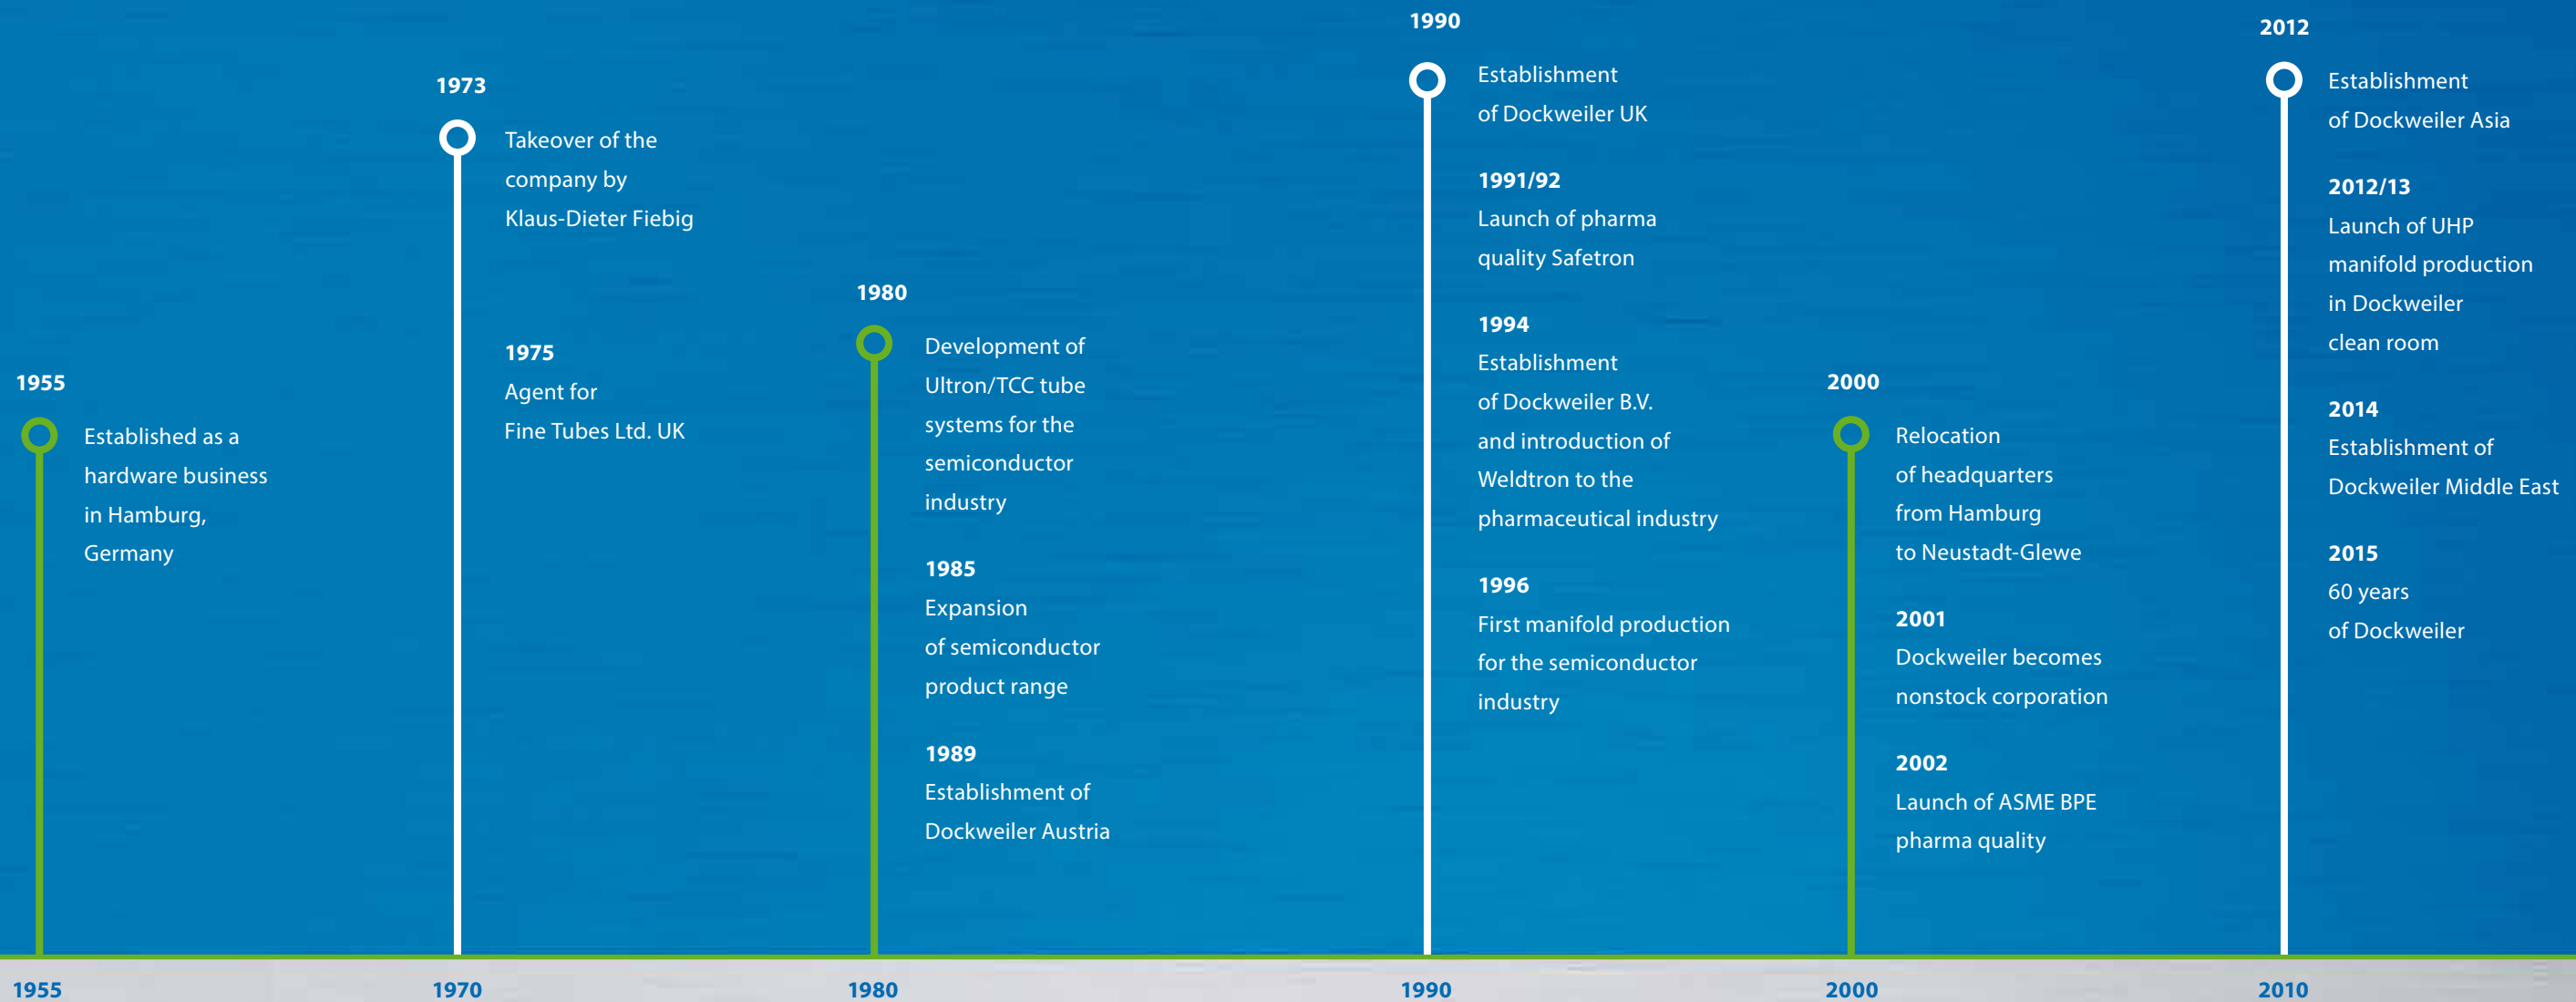 1955
Established as a
hardware business
in Hamburg,
Germany
1973
Takeover of the
company by
Klaus-Dieter Fiebig
1975
Agent for
Fine Tubes Ltd. UK
1980
Development of
Ultron/TCC tube
systems for the
semiconductor
industry
1985
Expansion
of semiconductor
product range
1989
Establishment of
Dockweiler Austria
1990
Establishment
of Dockweiler UK
1991/92
Launch of pharma
quality Safetron
1994
Establishment
of Dockweiler B.V.
and introduction of
Weldtron to the
pharmaceutical industry
1996
First manifold production
for the semiconductor
industry
2000
Relocation
of headquarters
from Hamburg
to Neustadt-Glewe
2001
Dockweiler becomes
nonstock corporation
2002
Launch of ASME BPE
pharma quality
2012
Establishment
of Dockweiler Asia
2012/13
Launch of UHP
manifold production
in Dockweiler
clean room
2014
Establishment of
Dockweiler Middle East
2015
60 years
of Dockweiler
1955
1970
1980
1990
2000
2010